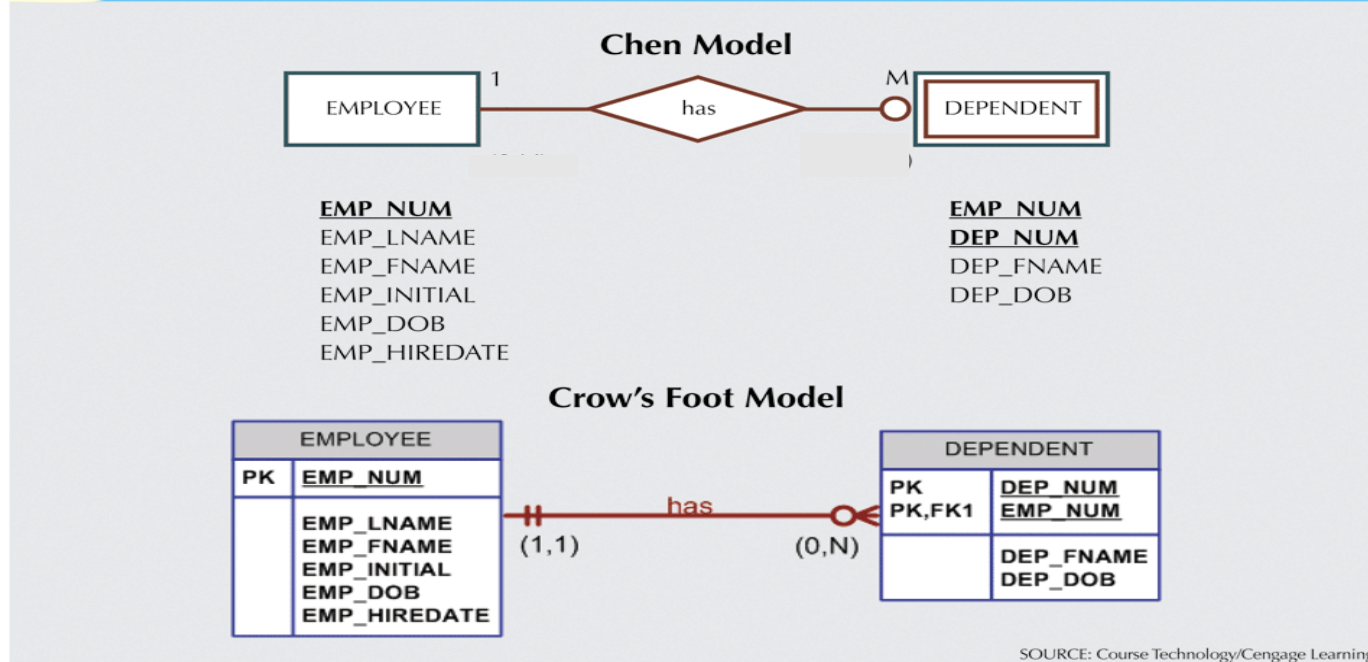 Chen Model
1
M
EMPLOYEE
has
DEPENDENT
EMP_NUM
EMP_LNAME
EMP_FNAME
EMP_INITIAL
EMP_DOB
EMP_HIREDATE
EMP_NUM
DEP_NUM
DEP_FNAME
DEP_DOB
Crow's Foot Model
EMPLOYEE
PK EMP_NUM
EMP_LNAME
EMP_FNAME
EMP_INITIAL
EMP_DOB
EMP_HIREDATE
has
(1,1)
(0,N)
DEPENDENT
PK DEP_NUM
PK,FK1 EMP_NUM
DEP_FNAME
DEP_DOB
SOURCE: Course Technology/Cengage Learning